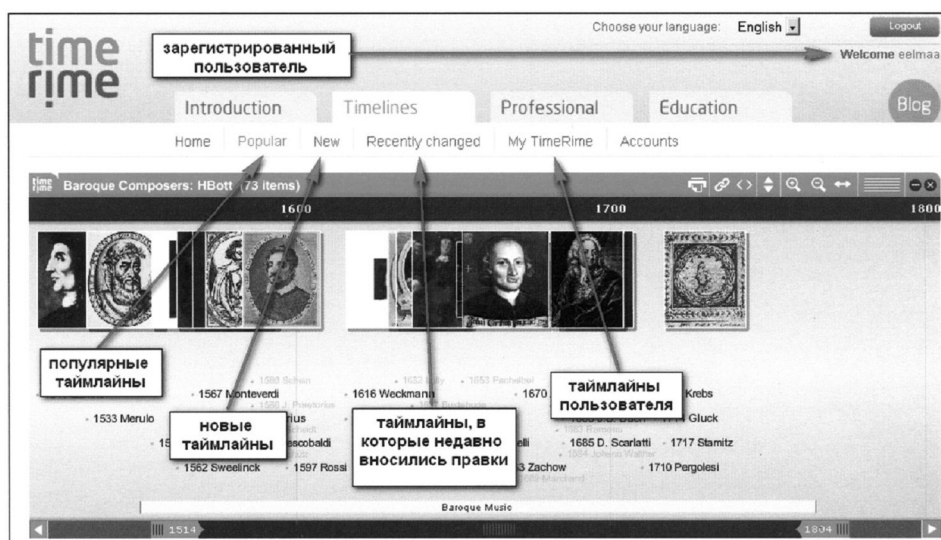 Choose your language: English
Logout
time
rime
зарегистрированный
пользователь
Welcome eelmaa
Introduction
Timelines
Professional
Education
Blog
Home
Popular
New
Recently changed
My TimeRime
Accounts
time
rime
Baroque Composers: HBott (73 items)
1600
1700
1800
популярные
таймлайны
новые
таймлайны
таймлайны, в
которые недавно
вносились правки
таймлайны
пользователя
1567 Monteverdi
1616 Weckmann
1670
Krebs
1533 Merulo
Gluck
1685 D. Scarlatti
1717 Stamitz
1562 Sweelinck
1597 Rossi
Zachow
1710 Pergolesi
Baroque Music
1514
1804